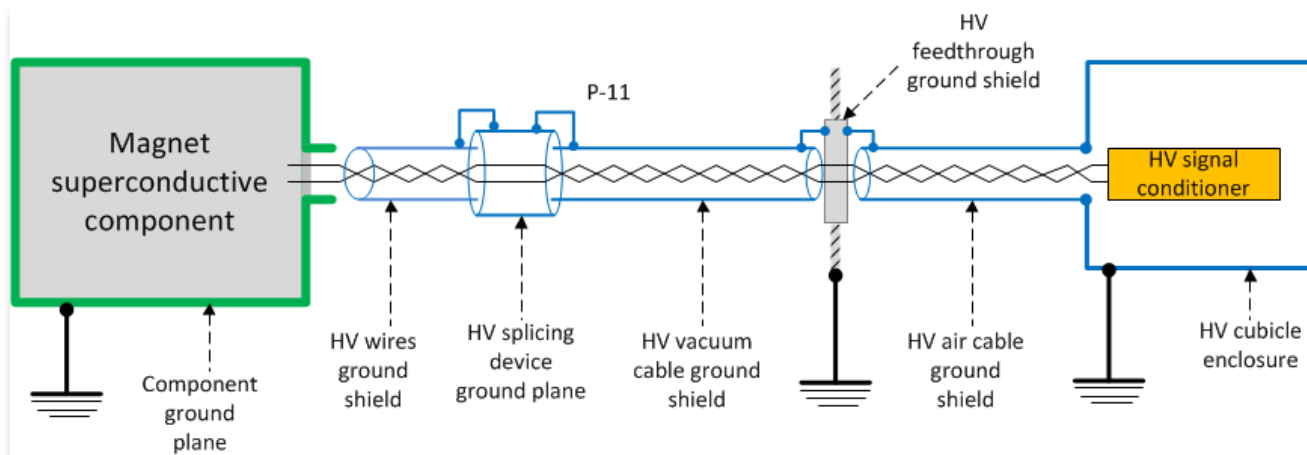 HV
feedthrough
ground shield
P-11
Magnet
superconductive
component
HV signal
conditioner
HV wires
ground
shield
HV splicing
device
ground plane
HV vacuum
cable ground
shield
HV air cable
ground
shield
HV cubicle
enclosure
Component
ground
plane